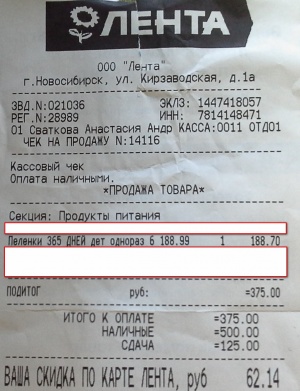 ЛЕНТА
ООО "Лента"
г.Новосибирск, ул. Кирзаводская, д.1а
ЗВД.N:021036 ЭКЛЗ: 1447418057
РЕГ.N:28989 ИНН: 7814148471
01 Сваткова Анастасия Андр КАССА:0011 ОТД01
ЧЕК НА ПРОДАЖУ N:14116
Кассовый чек
Оплата наличными.
*ПРОДАЖА ТОВАРА*
Секция: Продукты питания
Пеленки 365 ДНЕЙ дет однораз 6 188.99 1 188.70
ПОДИТОГ руб: =375.00
ИТОГО К ОПЛАТЕ =375.00
НАЛИЧНЫЕ =500.00
СДАЧА =125.00
ВАША СКИДКА ПО КАРТЕ ЛЕНТА, руб 62.14